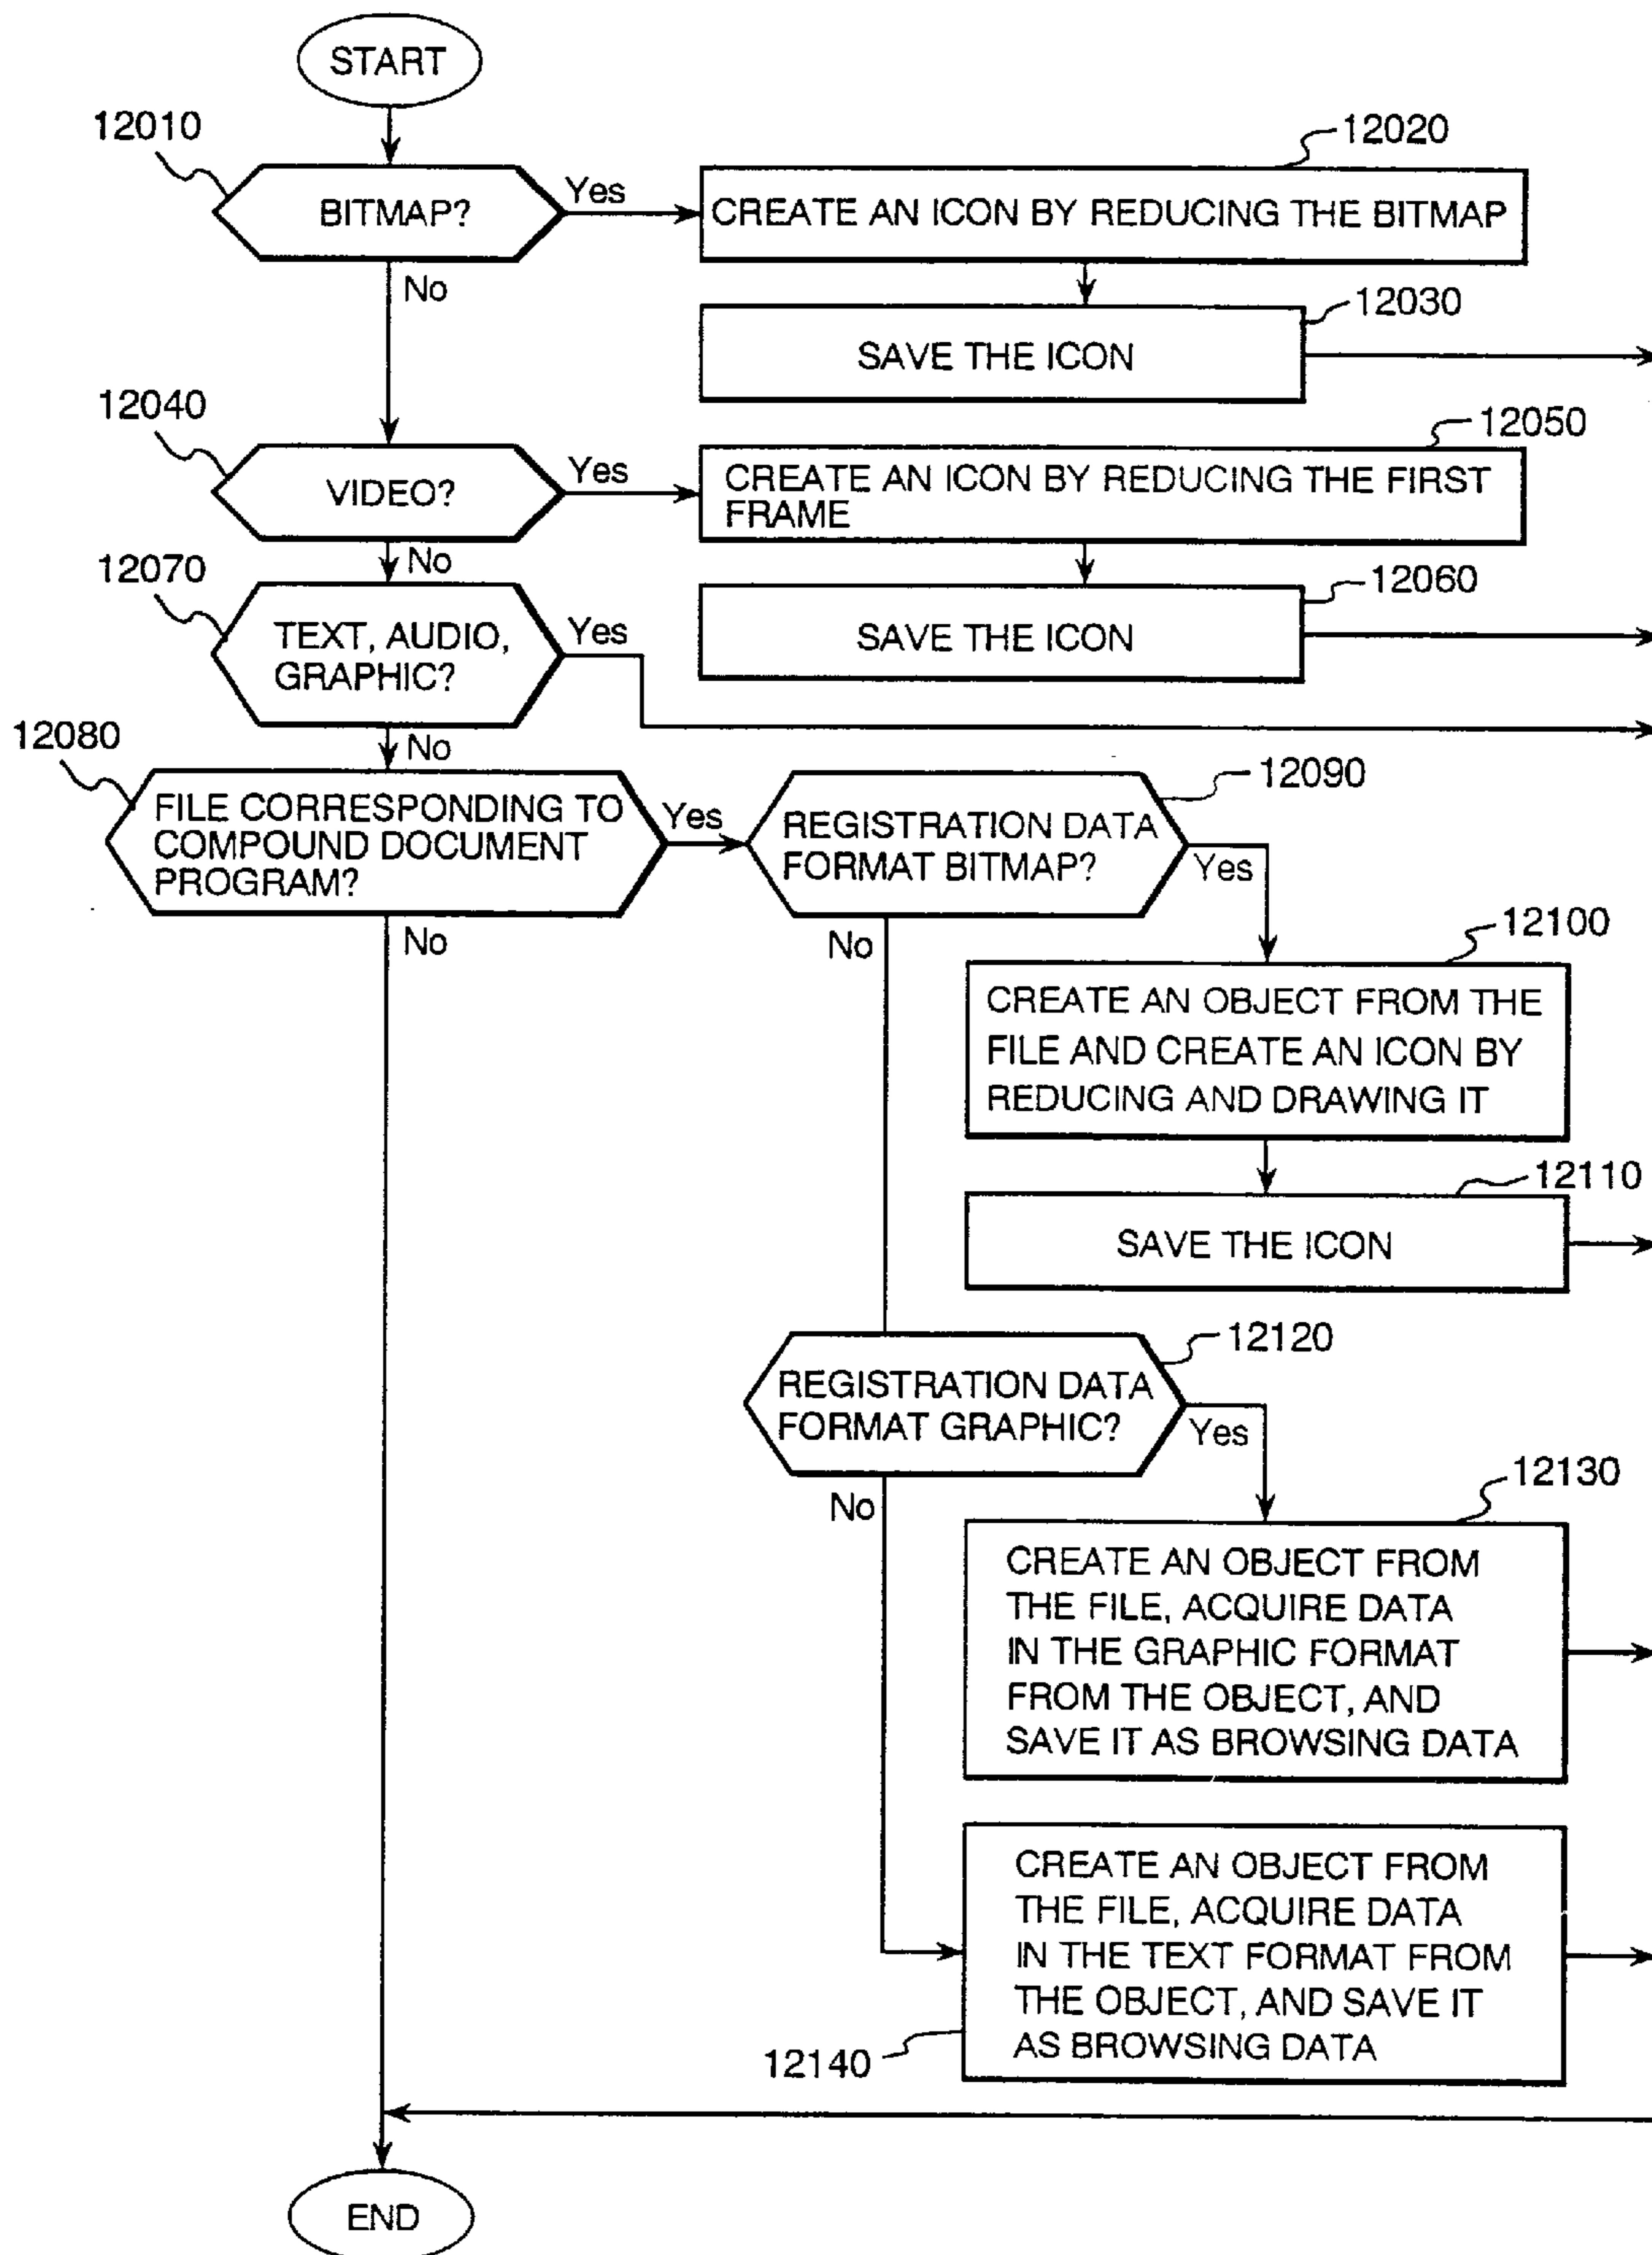 START
12010
BITMAP?
Yes
No
12020
CREATE AN ICON BY REDUCING THE BITMAP
12030
SAVE THE ICON
12040
VIDEO?
Yes
No
12050
CREATE AN ICON BY REDUCING THE FIRST
FRAME
12060
SAVE THE ICON
12070
TEXT, AUDIO,
GRAPHIC?
Yes
No
12080
FILE CORRESPONDING TO
COMPOUND DOCUMENT
PROGRAM?
Yes
No
12090
REGISTRATION DATA
FORMAT BITMAP?
Yes
No
12100
CREATE AN OBJECT FROM THE
FILE AND CREATE AN ICON BY
REDUCING AND DRAWING IT
12110
SAVE THE ICON
12120
REGISTRATION DATA
FORMAT GRAPHIC?
Yes
No
12130
CREATE AN OBJECT FROM
THE FILE, ACQUIRE DATA
IN THE GRAPHIC FORMAT
FROM THE OBJECT, AND
SAVE IT AS BROWSING DATA
CREATE AN OBJECT FROM
THE FILE, ACQUIRE DATA
IN THE TEXT FORMAT FROM
THE OBJECT, AND SAVE IT
AS BROWSING DATA
12140
END